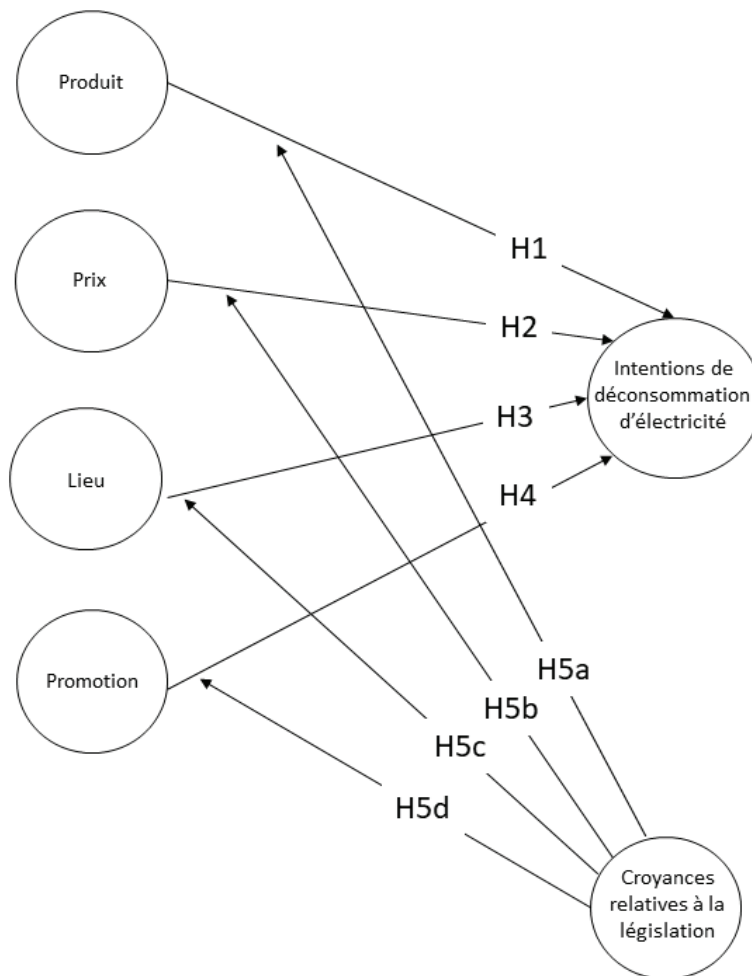 Produit
H1
Prix
H2
Intentions de
déconsommation
d'électricité
H3
Lieu
H4
Promotion
H5a
H5b
H5c
H5d
Croyances
relatives à la
législation